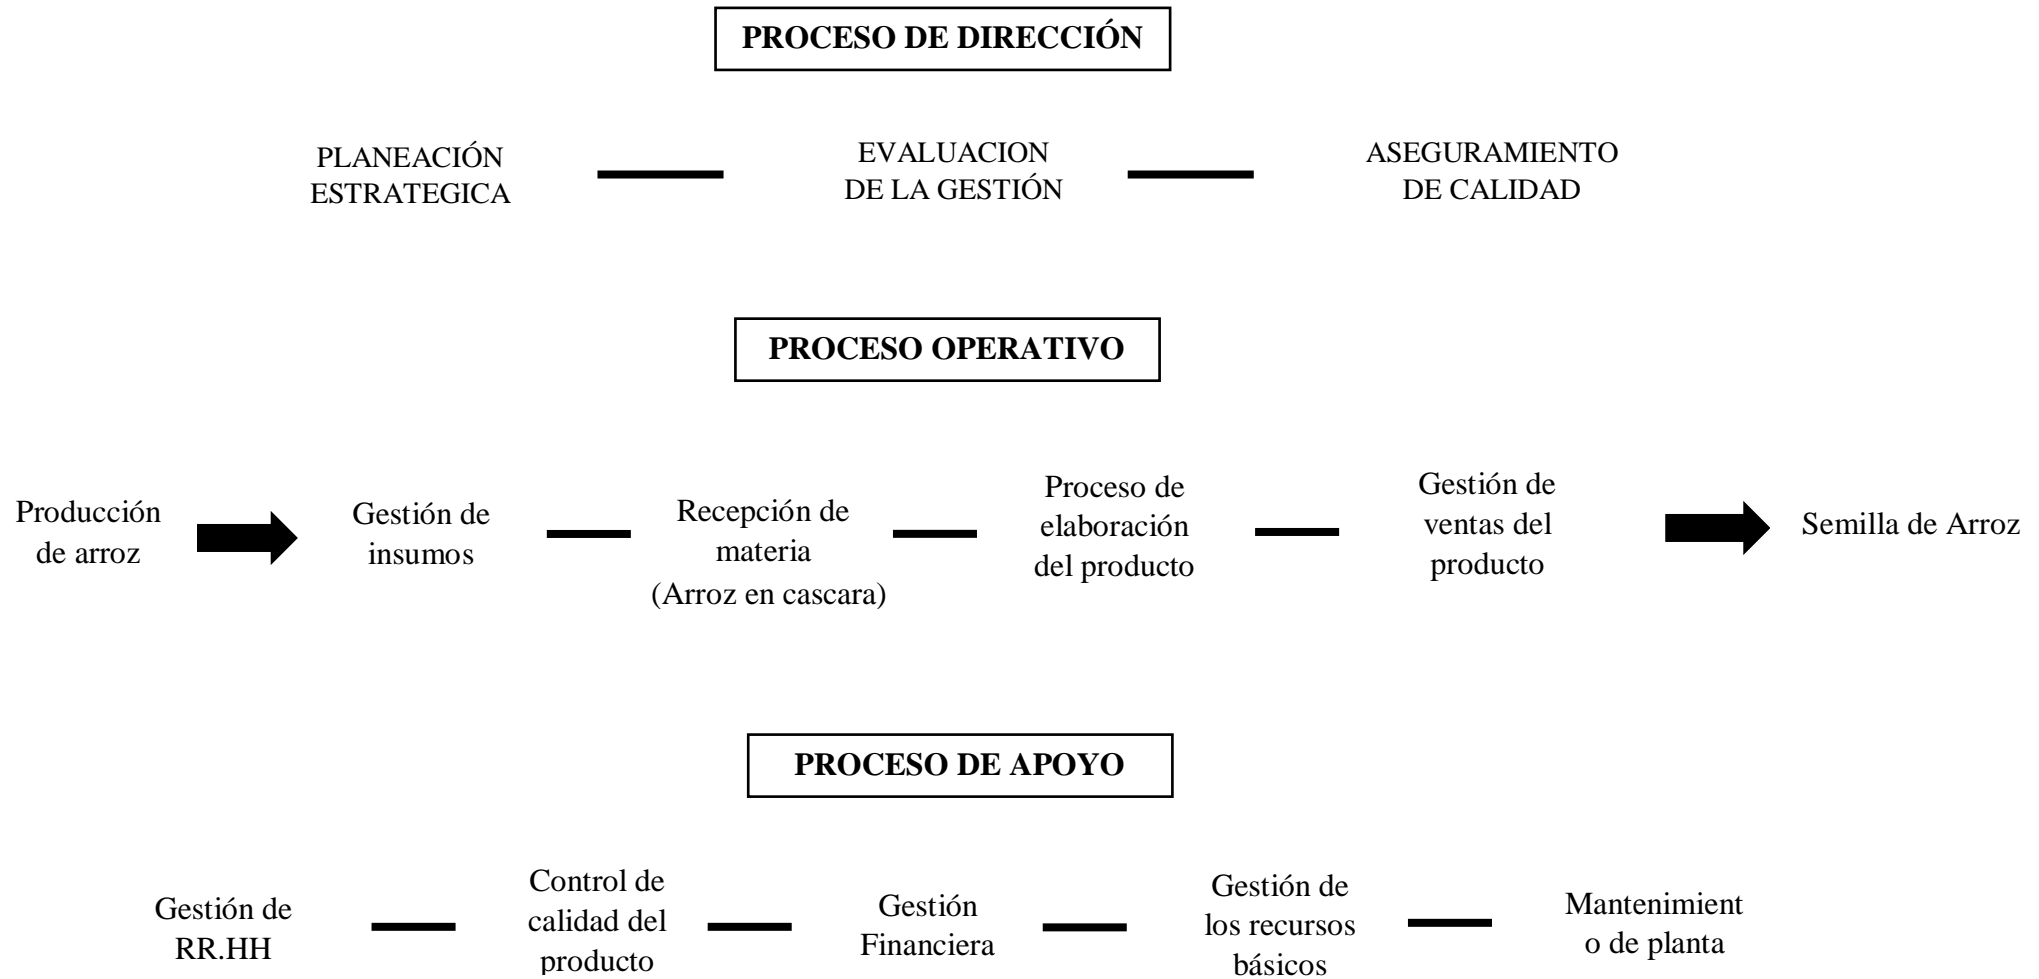 PROCESO DE DIRECCIÓN
PLANEACIÓN
ESTRATEGICA
EVALUACION
DE LA GESTIÓN
ASEGURAMIENTO
DE CALIDAD
PROCESO OPERATIVO
Producción
de arroz
Gestión de
insumos
Recepción de
materia
(Arroz en cascara)
Proceso de
elaboración
del producto
Gestión de
ventas del
producto
Semilla de Arroz
PROCESO DE APOYO
Gestión de
RR.HH
Control de
calidad del
producto
Gestión
Financiera
Gestión de
los recursos
básicos
Mantenimient
o de planta